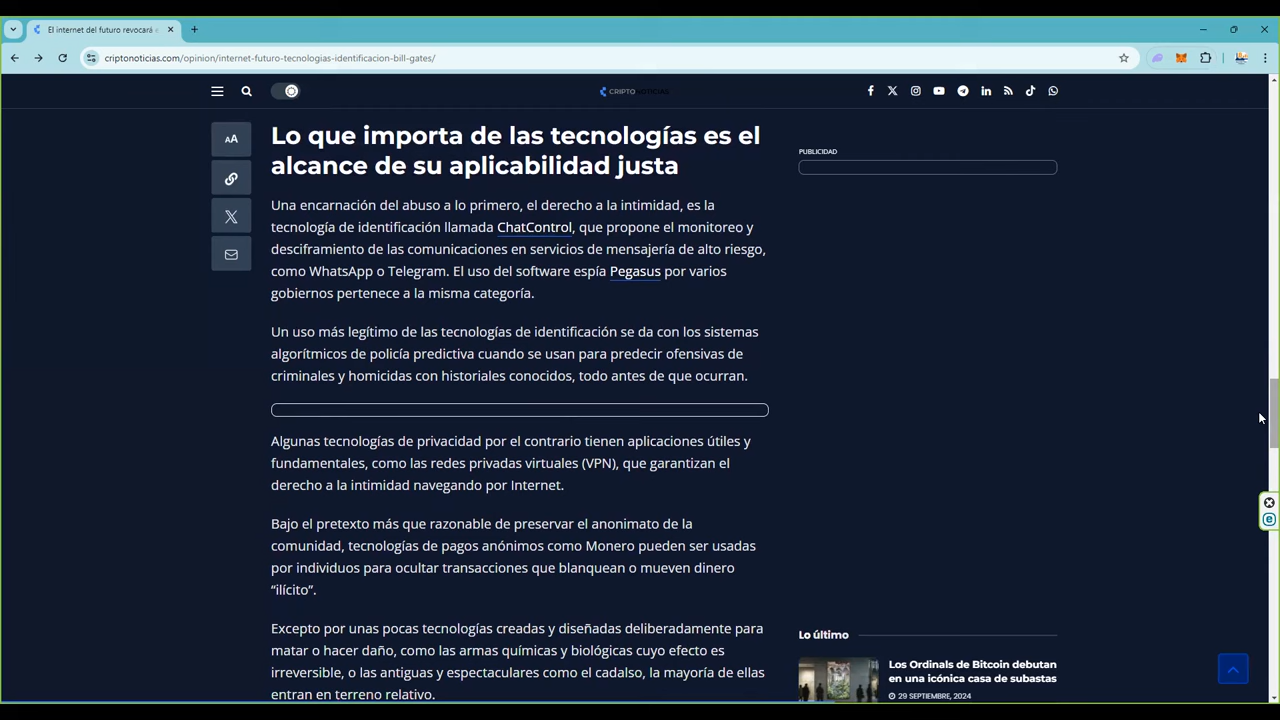 El internet del futuro revocará e
criptonoticias.com/opinion/internet-futuro-tecnologias-identificacion-bill-gates/
CRIPTONOTICIAS
AA
Lo que importa de las tecnologías es el
alcance de su aplicabilidad justa
Una encarnación del abuso a lo primero, el derecho a la intimidad, es la
tecnología de identificación llamada ChatControl, que propone el monitoreo y
desciframiento de las comunicaciones en servicios de mensajería de alto riesgo,
como WhatsApp o Telegram. El uso del software espía Pegasus por varios
gobiernos pertenece a la misma categoría.
Un uso más legítimo de las tecnologías de identificación se da con los sistemas
algorítmicos de policía predictiva cuando se usan para predecir ofensivas de
criminales y homicidas con historiales conocidos, todo antes de que ocurran.
Algunas tecnologías de privacidad por el contrario tienen aplicaciones útiles y
fundamentales, como las redes privadas virtuales (VPN), que garantizan el
derecho a la intimidad navegando por Internet.
Bajo el pretexto más que razonable de preservar el anonimato de la
comunidad, tecnologías de pagos anónimos como Monero pueden ser usadas
por individuos para ocultar transacciones que blanquean o mueven dinero
“ilícito”.
Excepto por unas pocas tecnologías creadas y diseñadas deliberadamente para
matar o hacer daño, como las armas químicas y biológicas cuyo efecto es
irreversible, o las antiguas y espectaculares como el cadalso, la mayoría de ellas
entran en terreno relativo.
PUBLICIDAD
Lo último
Los Ordinals de Bitcoin debutan
en una icónica casa de subastas
29 SEPTIEMBRE, 2024